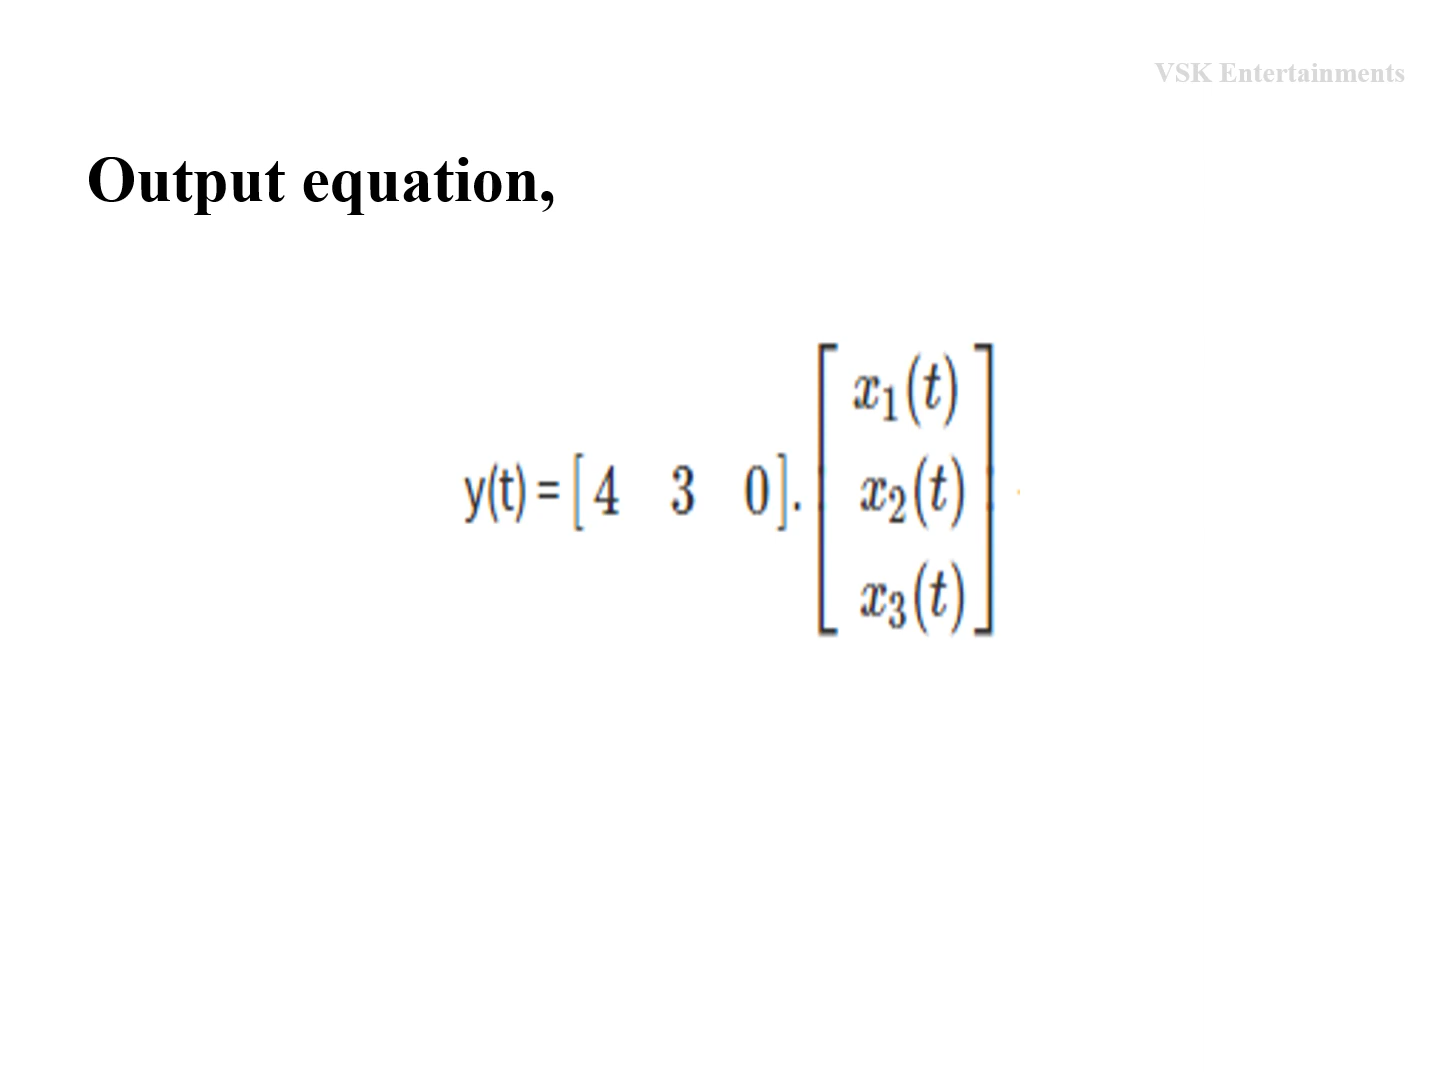 VSK Entertainments
Output equation,
y(t) = [ 4 3 0 ]. [ x₁(t)
x₂(t)
x₃(t) ]